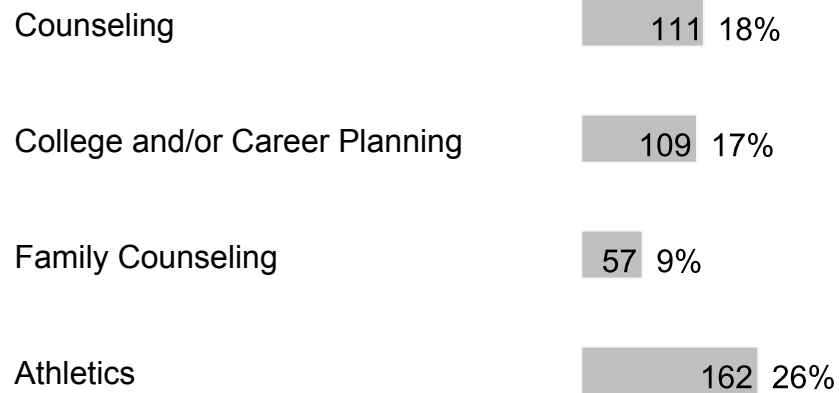 Counseling 111 18%
College and/or Career Planning 109 17%
Family Counseling 57 9%
Athletics 162 26%